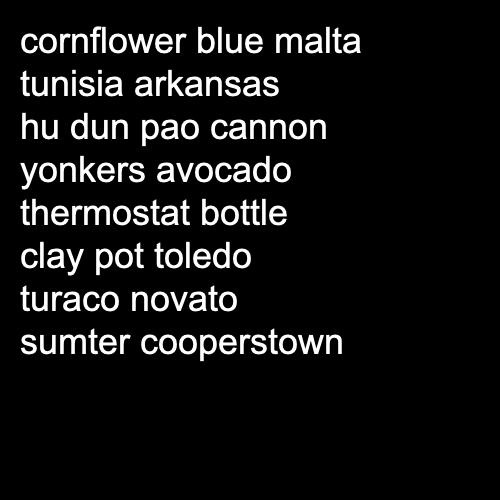 cornflower blue malta
tunisia arkansas
hu dun pao cannon
yonkers avocado
thermostat bottle
clay pot toledo
turaco novato
sumter cooperstown